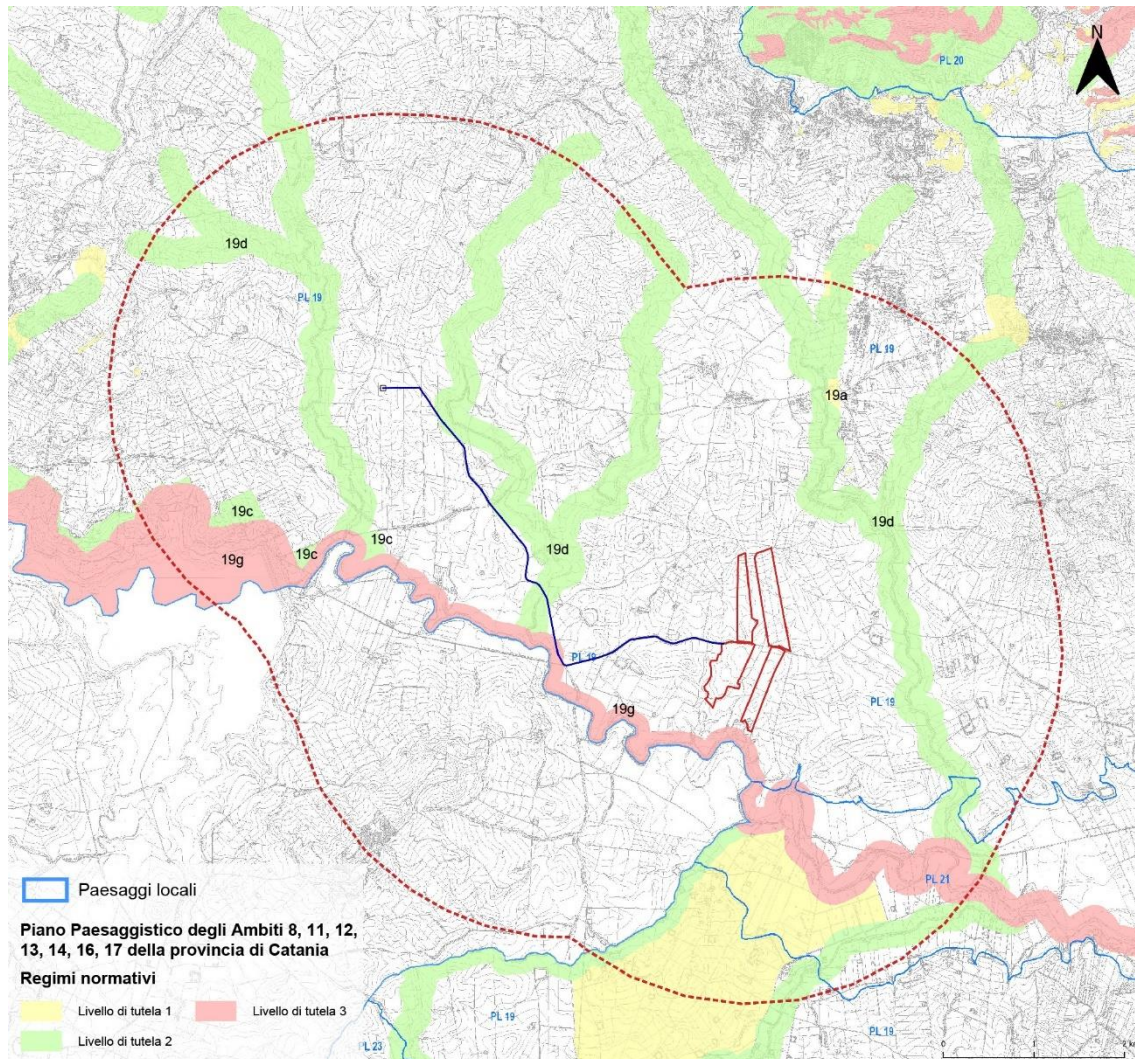 N
PL 20
19d
PL 19
PL 19
19a
19c
19d
19c
19c
19g
19d
PL 19
19g
PL 19
PL 21
Paesaggi locali
Piano Paesaggistico degli Ambiti 8, 11, 12,
13, 14, 16, 17 della provincia di Catania
Regimi normativi
Livello di tutela 1
Livello di tutela 3
Livello di tutela 2
PL 19
PL 23
PL 19
0
1
2 k